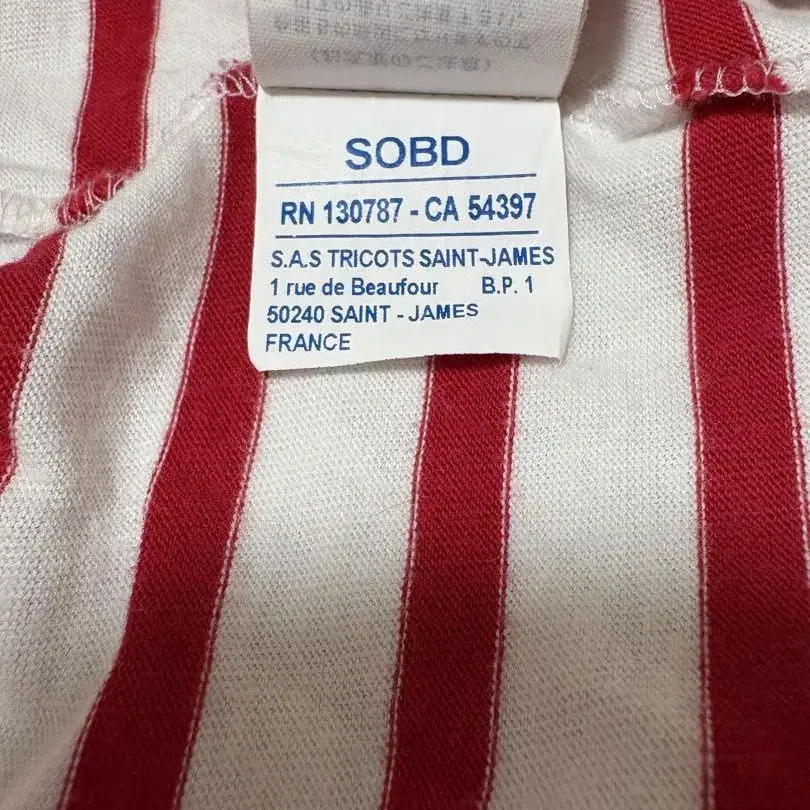 SOBD
RN 130787 - CA 54397
S.A.S TRICOTS SAINT-JAMES
1 rue de Beaufour B.P. 1
50240 SAINT - JAMES
FRANCE